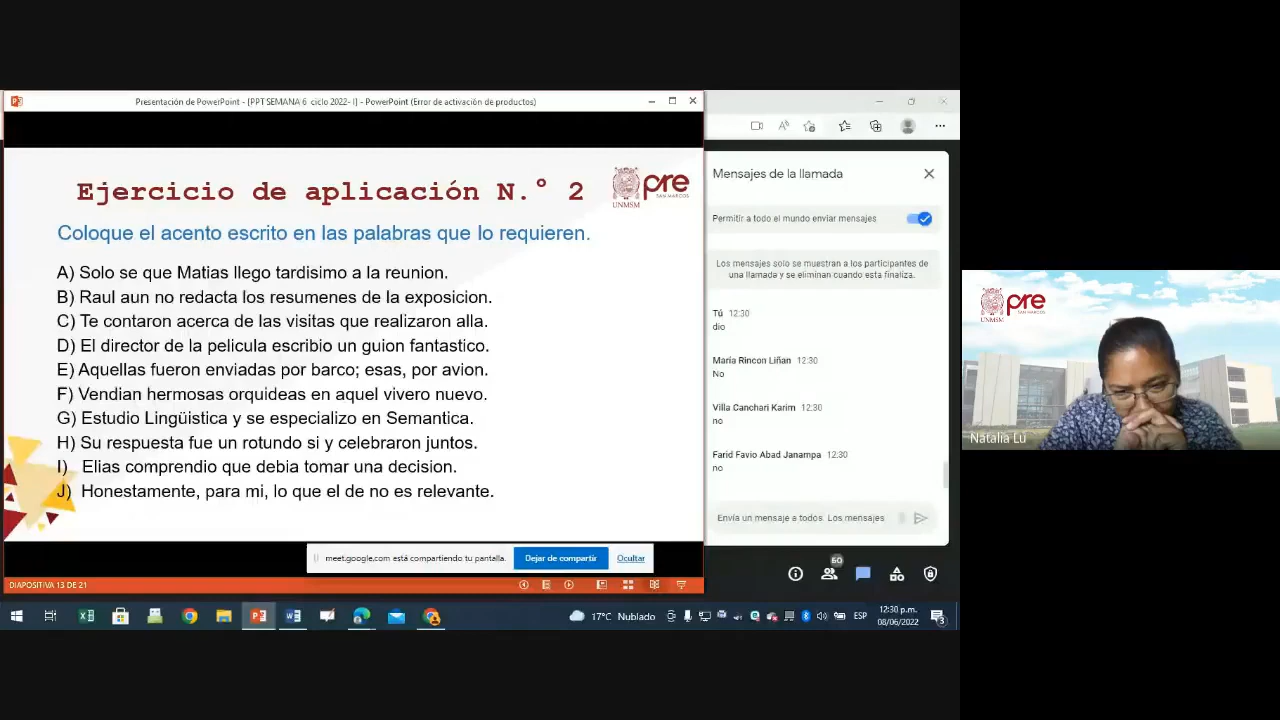 Presentación de PowerPoint - [PPT SEMANA 6 ciclo 2022- I] - PowerPoint (Error de activación de productos)
Ejercicio de aplicación N.º 2
UNMSM
pre
SAN MARCOS
Coloque el acento escrito en las palabras que lo requieren.
A) Solo se que Matias llego tardisimo a la reunion.
B) Raul aun no redacta los resumenes de la exposicion.
C) Te contaron acerca de las visitas que realizaron alla.
D) El director de la pelicula escribio un guion fantastico.
E) Aquellas fueron enviadas por barco; esas, por avion.
F) Vendian hermosas orquideas en aquel vivero nuevo.
G) Estudio Lingüistica y se especializo en Semantica.
H) Su respuesta fue un rotundo si y celebraron juntos.
I) Elias comprendio que debia tomar una decision.
J) Honestamente, para mi, lo que el de no es relevante.
meet.google.com está compartiendo tu pantalla.
Dejar de compartir
Ocultar
DIAPOSITIVA 13 DE 21
Mensajes de la llamada
Permitir a todo el mundo enviar mensajes
Los mensajes solo se muestran a los participantes de
una llamada y se eliminan cuando esta finaliza.
Tú 12:30
dio
María Rincon Liñan 12:30
No
Villa Canchari Karim 12:30
no
Farid Favio Abad Janampa 12:30
no
Envía un mensaje a todos. Los mensajes
60
17°C Nublado
ESP
12:30 p.m.
08/06/2022
3
UNMSM
pre
SAN MARCOS
Natalia Lu